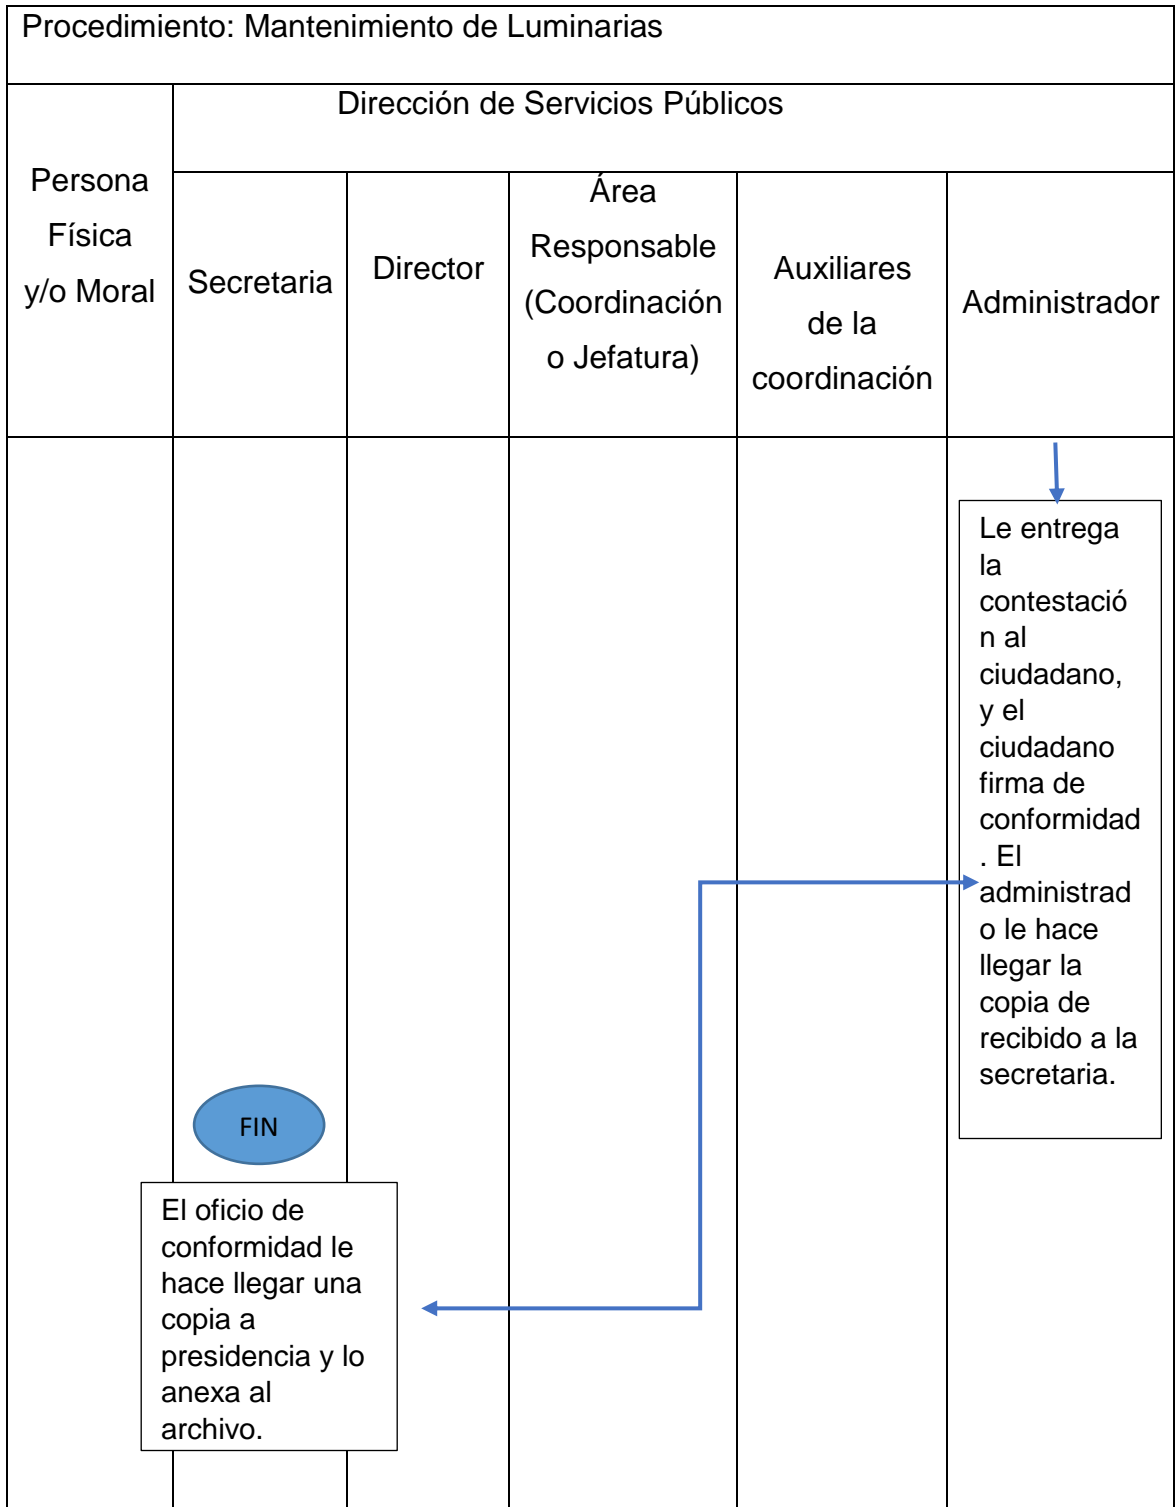 Procedimiento: Mantenimiento de Luminarias
Dirección de Servicios Públicos
Persona
Física
y/o Moral
Secretaria
Director
Área
Responsable
(Coordinación
o Jefatura)
Auxiliares
de la
coordinación
Administrador
Le entrega
la
contestació
n al
ciudadano,
y el
ciudadano
firma de
conformidad
. El
administrad
o le hace
llegar la
copia de
recibido a la
secretaria.
FIN
El oficio de
conformidad le
hace llegar una
copia a
presidencia y lo
anexa al
archivo.